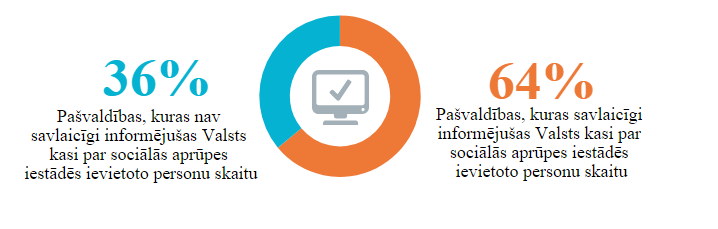 36%
Pašvaldības, kuras nav
savlaicīgi informējušas Valsts
kasi par sociālās aprūpes
iestādēs ievietoto personu skaitu
64%
Pašvaldības, kuras savlaicīgi
informējušas Valsts kasi par
sociālās aprūpes iestādēs
ievietoto personu skaitu